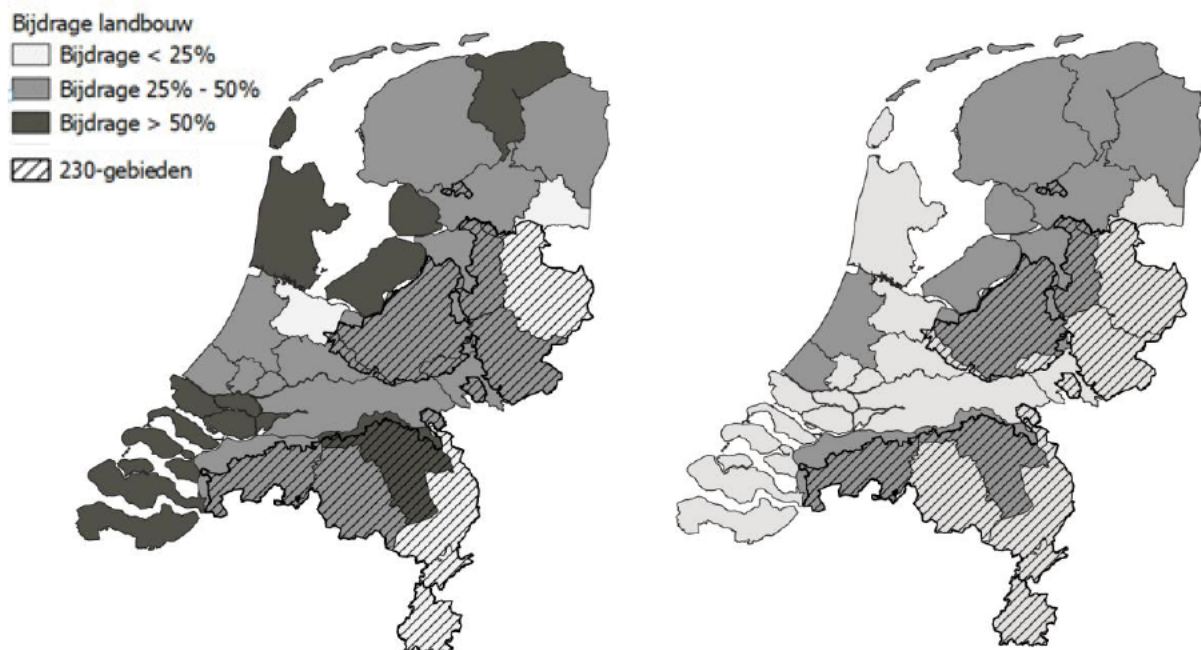 Bijdrage landbouw
Bijdrage < 25%
Bijdrage 25% - 50%
Bijdrage > 50%
230-gebieden